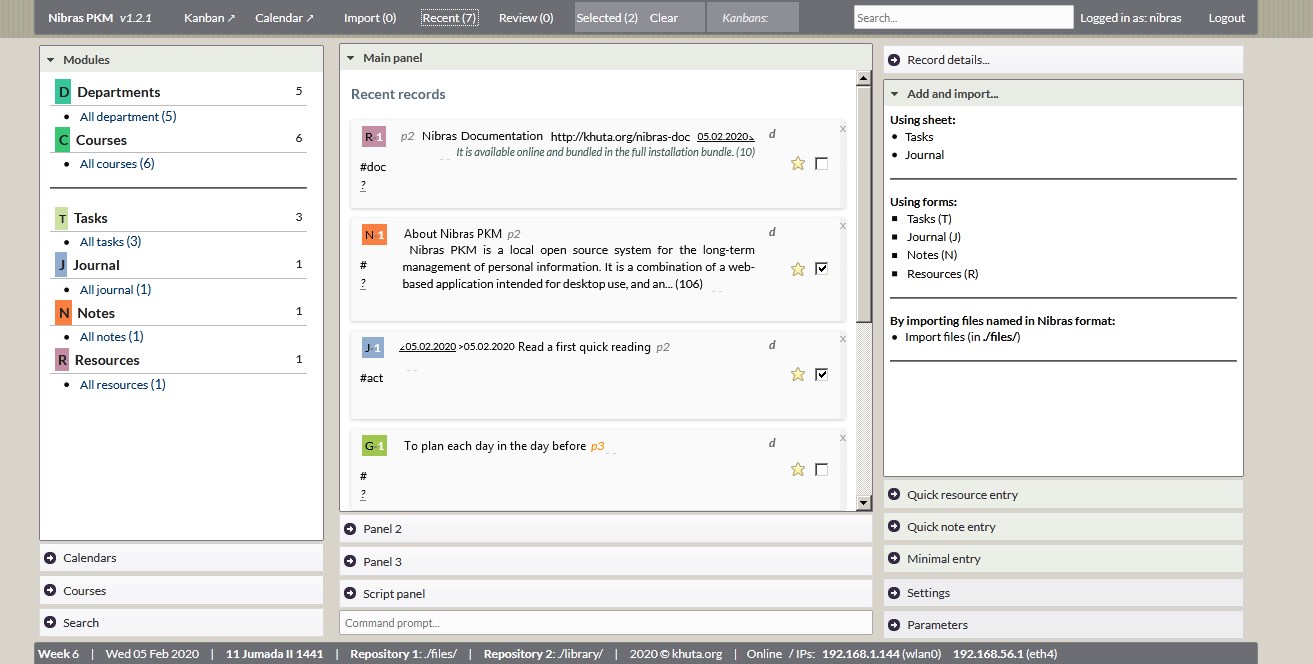 Nibras PKM v1.2.1 Kanban ↗ Calendar ↗ Import (0) Recent (7) Review (0) Selected (2) Clear Kanbans: Search... Logged in as: nibras Logout
Modules
D Departments 5
All department (5)
C Courses 6
All courses (6)
T Tasks 3
All tasks (3)
J Journal 1
All journal (1)
N Notes 1
All notes (1)
R Resources 1
All resources (1)
Calendars
Courses
Search
Main panel
Recent records
R-1 p2 Nibras Documentation http://khuta.org/nibras-doc 05.02.2020 d x
It is available online and bundled in the full installation bundle. (10)
#doc
?
N-1 About Nibras PKM p2 d x
Nibras PKM is a local open source system for the long-term
management of personal information. It is a combination of a web-
based application intended for desktop use, and an... (106)
#
?
J-1 05.02.2020 >05.02.2020 Read a first quick reading p2 d x
#act
G-1 To plan each day in the day before p3 d x
#
?
Panel 2
Panel 3
Script panel
Command prompt...
Record details...
Add and import...
Using sheet:
Tasks
Journal
Using forms:
Tasks (T)
Journal (J)
Notes (N)
Resources (R)
By importing files named in Nibras format:
Import files (in ./files/)
Quick resource entry
Quick note entry
Minimal entry
Settings
Parameters
Week 6 | Wed 05 Feb 2020 | 11 Jumada II 1441 | Repository 1: ./files/ | Repository 2: ./library/ | 2020 © khuta.org | Online / IPs: 192.168.1.144 (wlan0) 192.168.56.1 (eth4)